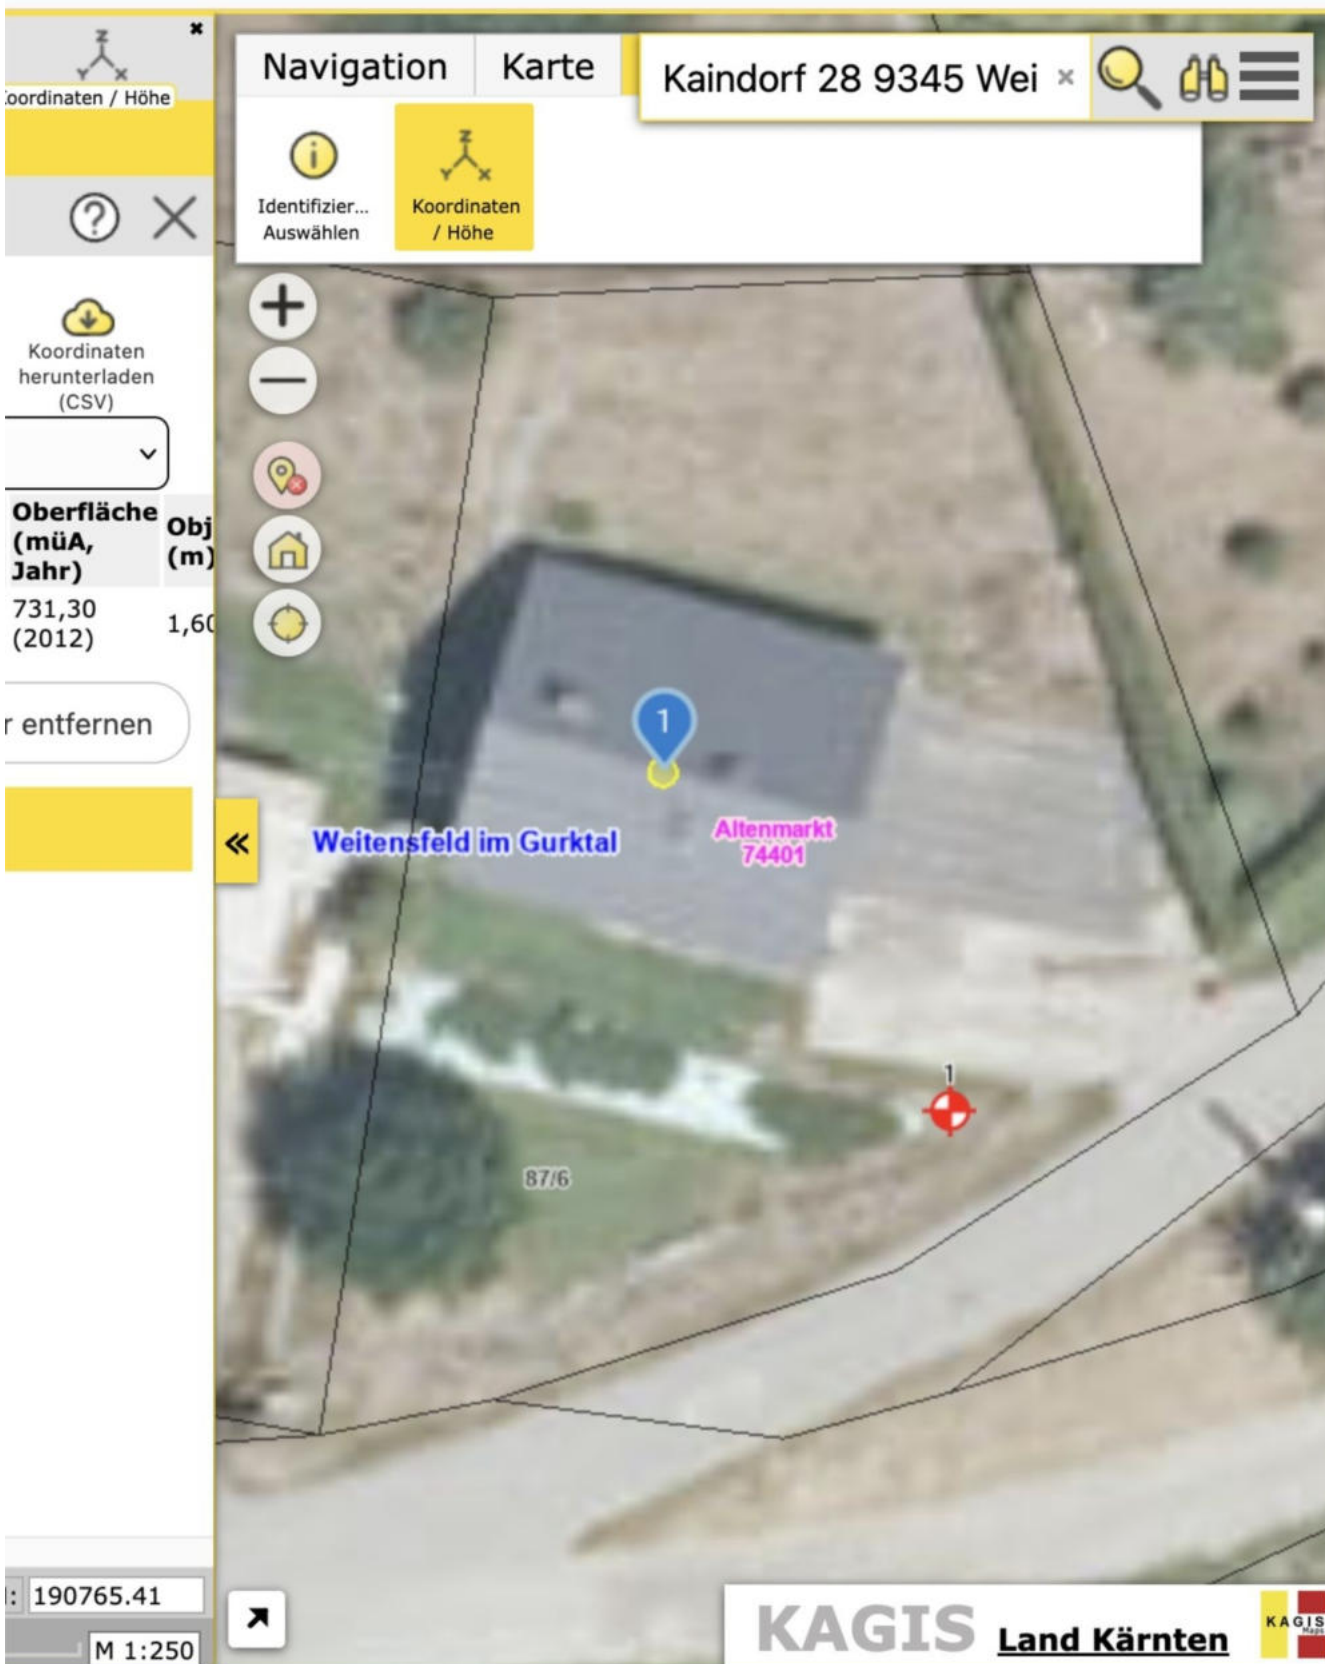 Z
Y X
Koordinaten / Höhe
Navigation
Karte
Kaindorf 28 9345 Wei ×
i
Identifizier...
Auswählen
Z
Y X
Koordinaten
/ Höhe
?
Koordinaten
herunterladen
(CSV)
Oberfläche
(müA,
Jahr)
Obj
(m)
731,30
(2012)
1,60
r entfernen
«
1
Weitensfeld im Gurktal
Altenmarkt
74401
1
87/6
190765.41
M 1:250
KAGIS
Land Kärnten
KAGIS
Maps